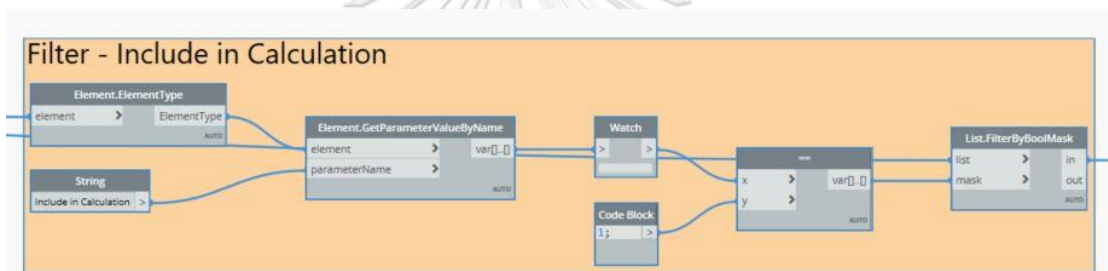 Filter - Include in Calculation
Element.ElementType
element > ElementType
AUTO
String
Include in Calculation >
Element.GetParameterValueByName
element > var[]..[]
parameterName >
AUTO
Watch
> >
Code Block
1; >
==
x > var[]..[]
y >
AUTO
List.FilterByBoolMask
list > in
mask > out
AUTO